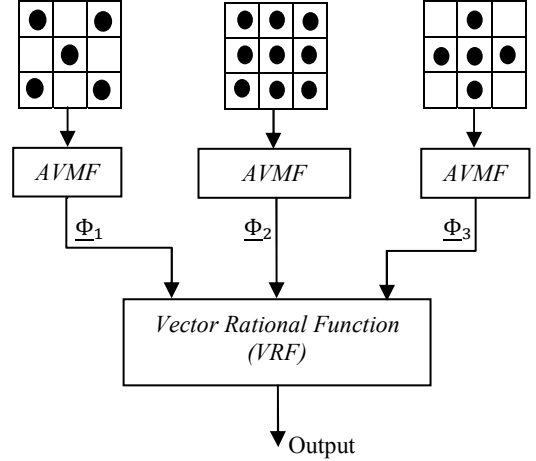 AVMF
AVMF
AVMF
Φ1
Φ2
Φ3
Vector Rational Function
(VRF)
Output